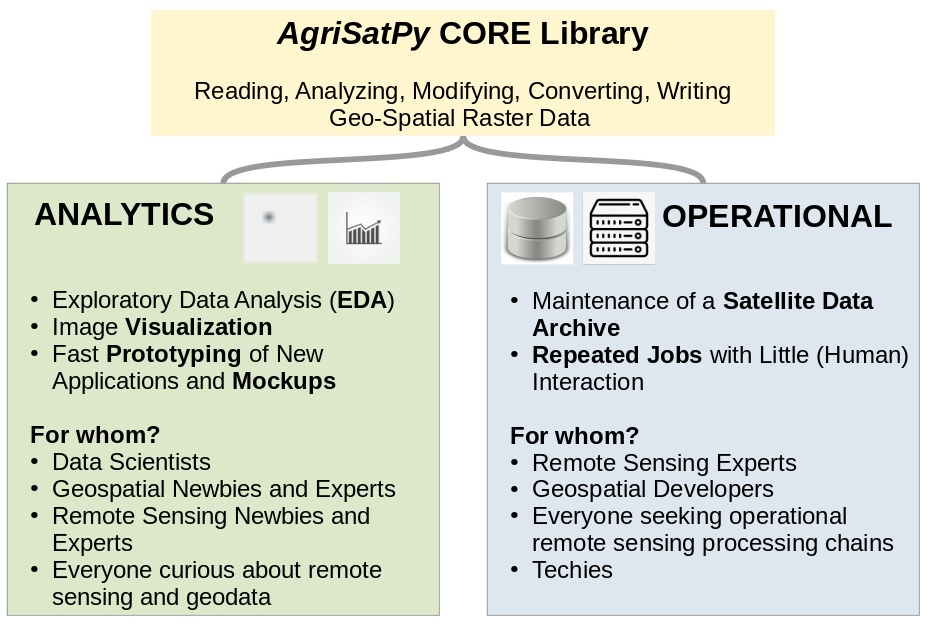 AgriSatPy CORE Library
Reading, Analyzing, Modifying, Converting, Writing
Geo-Spatial Raster Data
ANALYTICS
• Exploratory Data Analysis (EDA)
• Image Visualization
• Fast Prototyping of New
Applications and Mockups
For whom?
• Data Scientists
• Geospatial Newbies and Experts
• Remote Sensing Newbies and
Experts
• Everyone curious about remote
sensing and geodata
OPERATIONAL
• Maintenance of a Satellite Data
Archive
• Repeated Jobs with Little (Human)
Interaction
For whom?
• Remote Sensing Experts
• Geospatial Developers
• Everyone seeking operational
remote sensing processing chains
• Techies